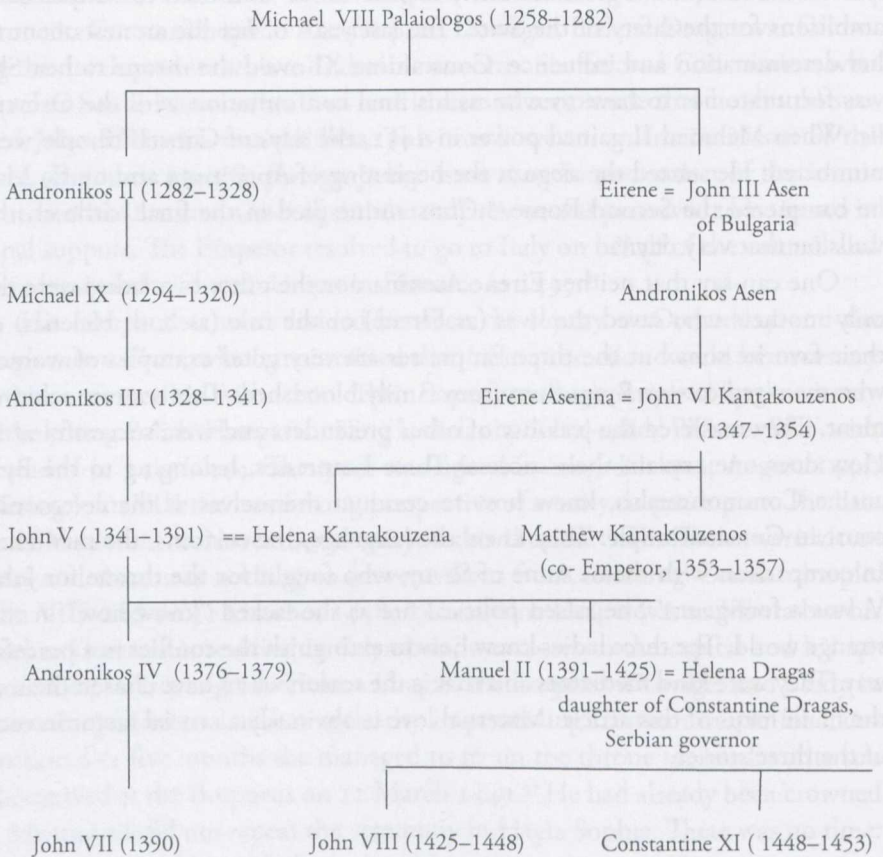 Michael VIII Palaiologos (1258–1282)
Andronikos II (1282–1328)
Eirene = John III Asen
of Bulgaria
Michael IX (1294–1320)
Andronikos Asen
Andronikos III (1328–1341)
Eirene Asenina = John VI Kantakouzenos
(1347–1354)
John V (1341–1391) == Helena Kantakouzena
Matthew Kantakouzenos
(co- Emperor, 1353–1357)
Andronik IV (1376–1379)
Manuel II (1391–1425) = Helena Dragas
daughter of Constantine Dragas,
Serbian governor
John VII (1390)
John VIIII (1425–1448)
Constantine XI (1448–1453)